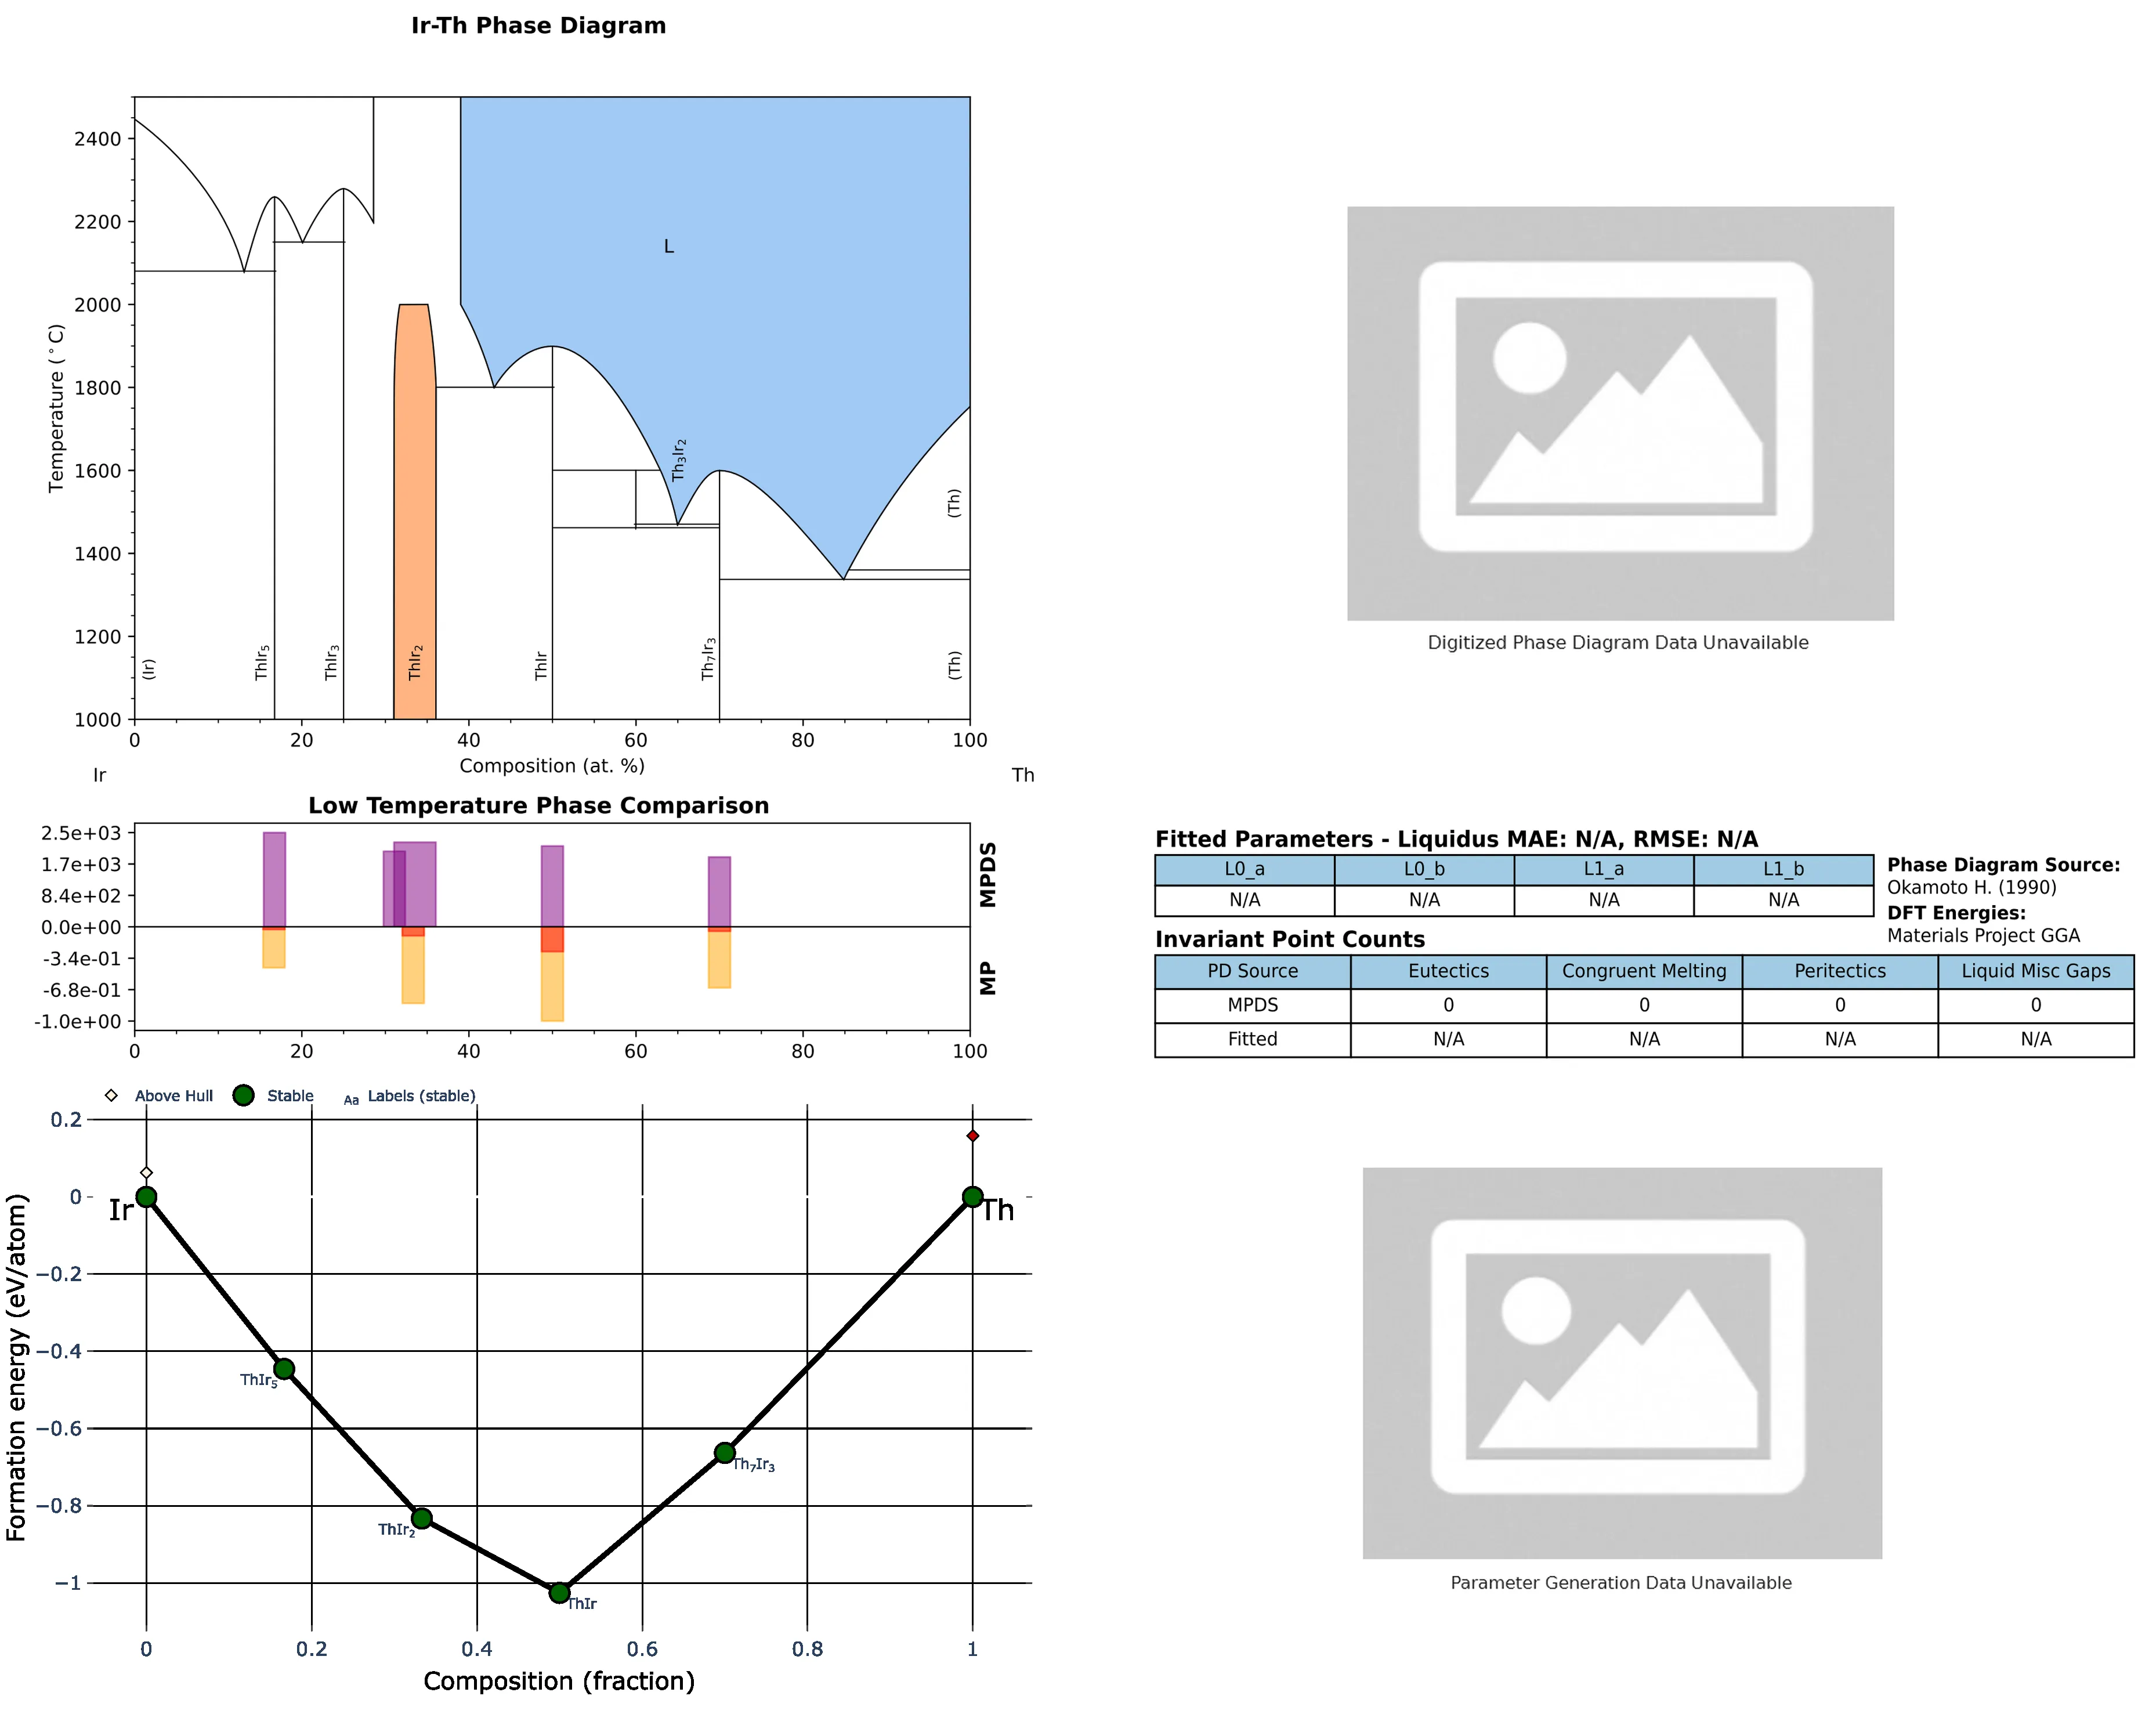 Ir-Th Phase Diagram
2400
2200
2000
1800
1600
1400
1200
1000
Temperature (°C)
L
Th₃Ir₂
(Th)
(Ir)
ThIr₅
ThIr₃
ThIr₂
ThIr
Th₇Ir₃
(Th)
0 20 40 60 80 100
Composition (at. %)
Ir Th
Digitized Phase Diagram Data Unavailable
Low Temperature Phase Comparison
2.5e+03
1.7e+03
8.4e+02
0.0e+00
-3.4e-01
-6.8e-01
-1.0e+00
MPDS
MP
0 20 40 60 80 100
Fitted Parameters - Liquidus MAE: N/A, RMSE: N/A
L0_a L0_b L1_a L1_b
N/A N/A N/A N/A
Phase Diagram Source:
Okamoto H. (1990)
DFT Energies:
Materials Project GGA
Invariant Point Counts
PD Source Eutectics Congruent Melting Peritectics Liquid Misc Gaps
MPDS 0 0 0 0
Fitted N/A N/A N/A N/A
Above Hull Stable Aa Labels (stable)
0.2
0
−0.2
−0.4
−0.6
−0.8
−1
Formation energy (eV/atom)
Ir
Th
ThIr₅
Th₇Ir₃
ThIr₂
ThIr
0 0.2 0.4 0.6 0.8 1
Composition (fraction)
Parameter Generation Data Unavailable